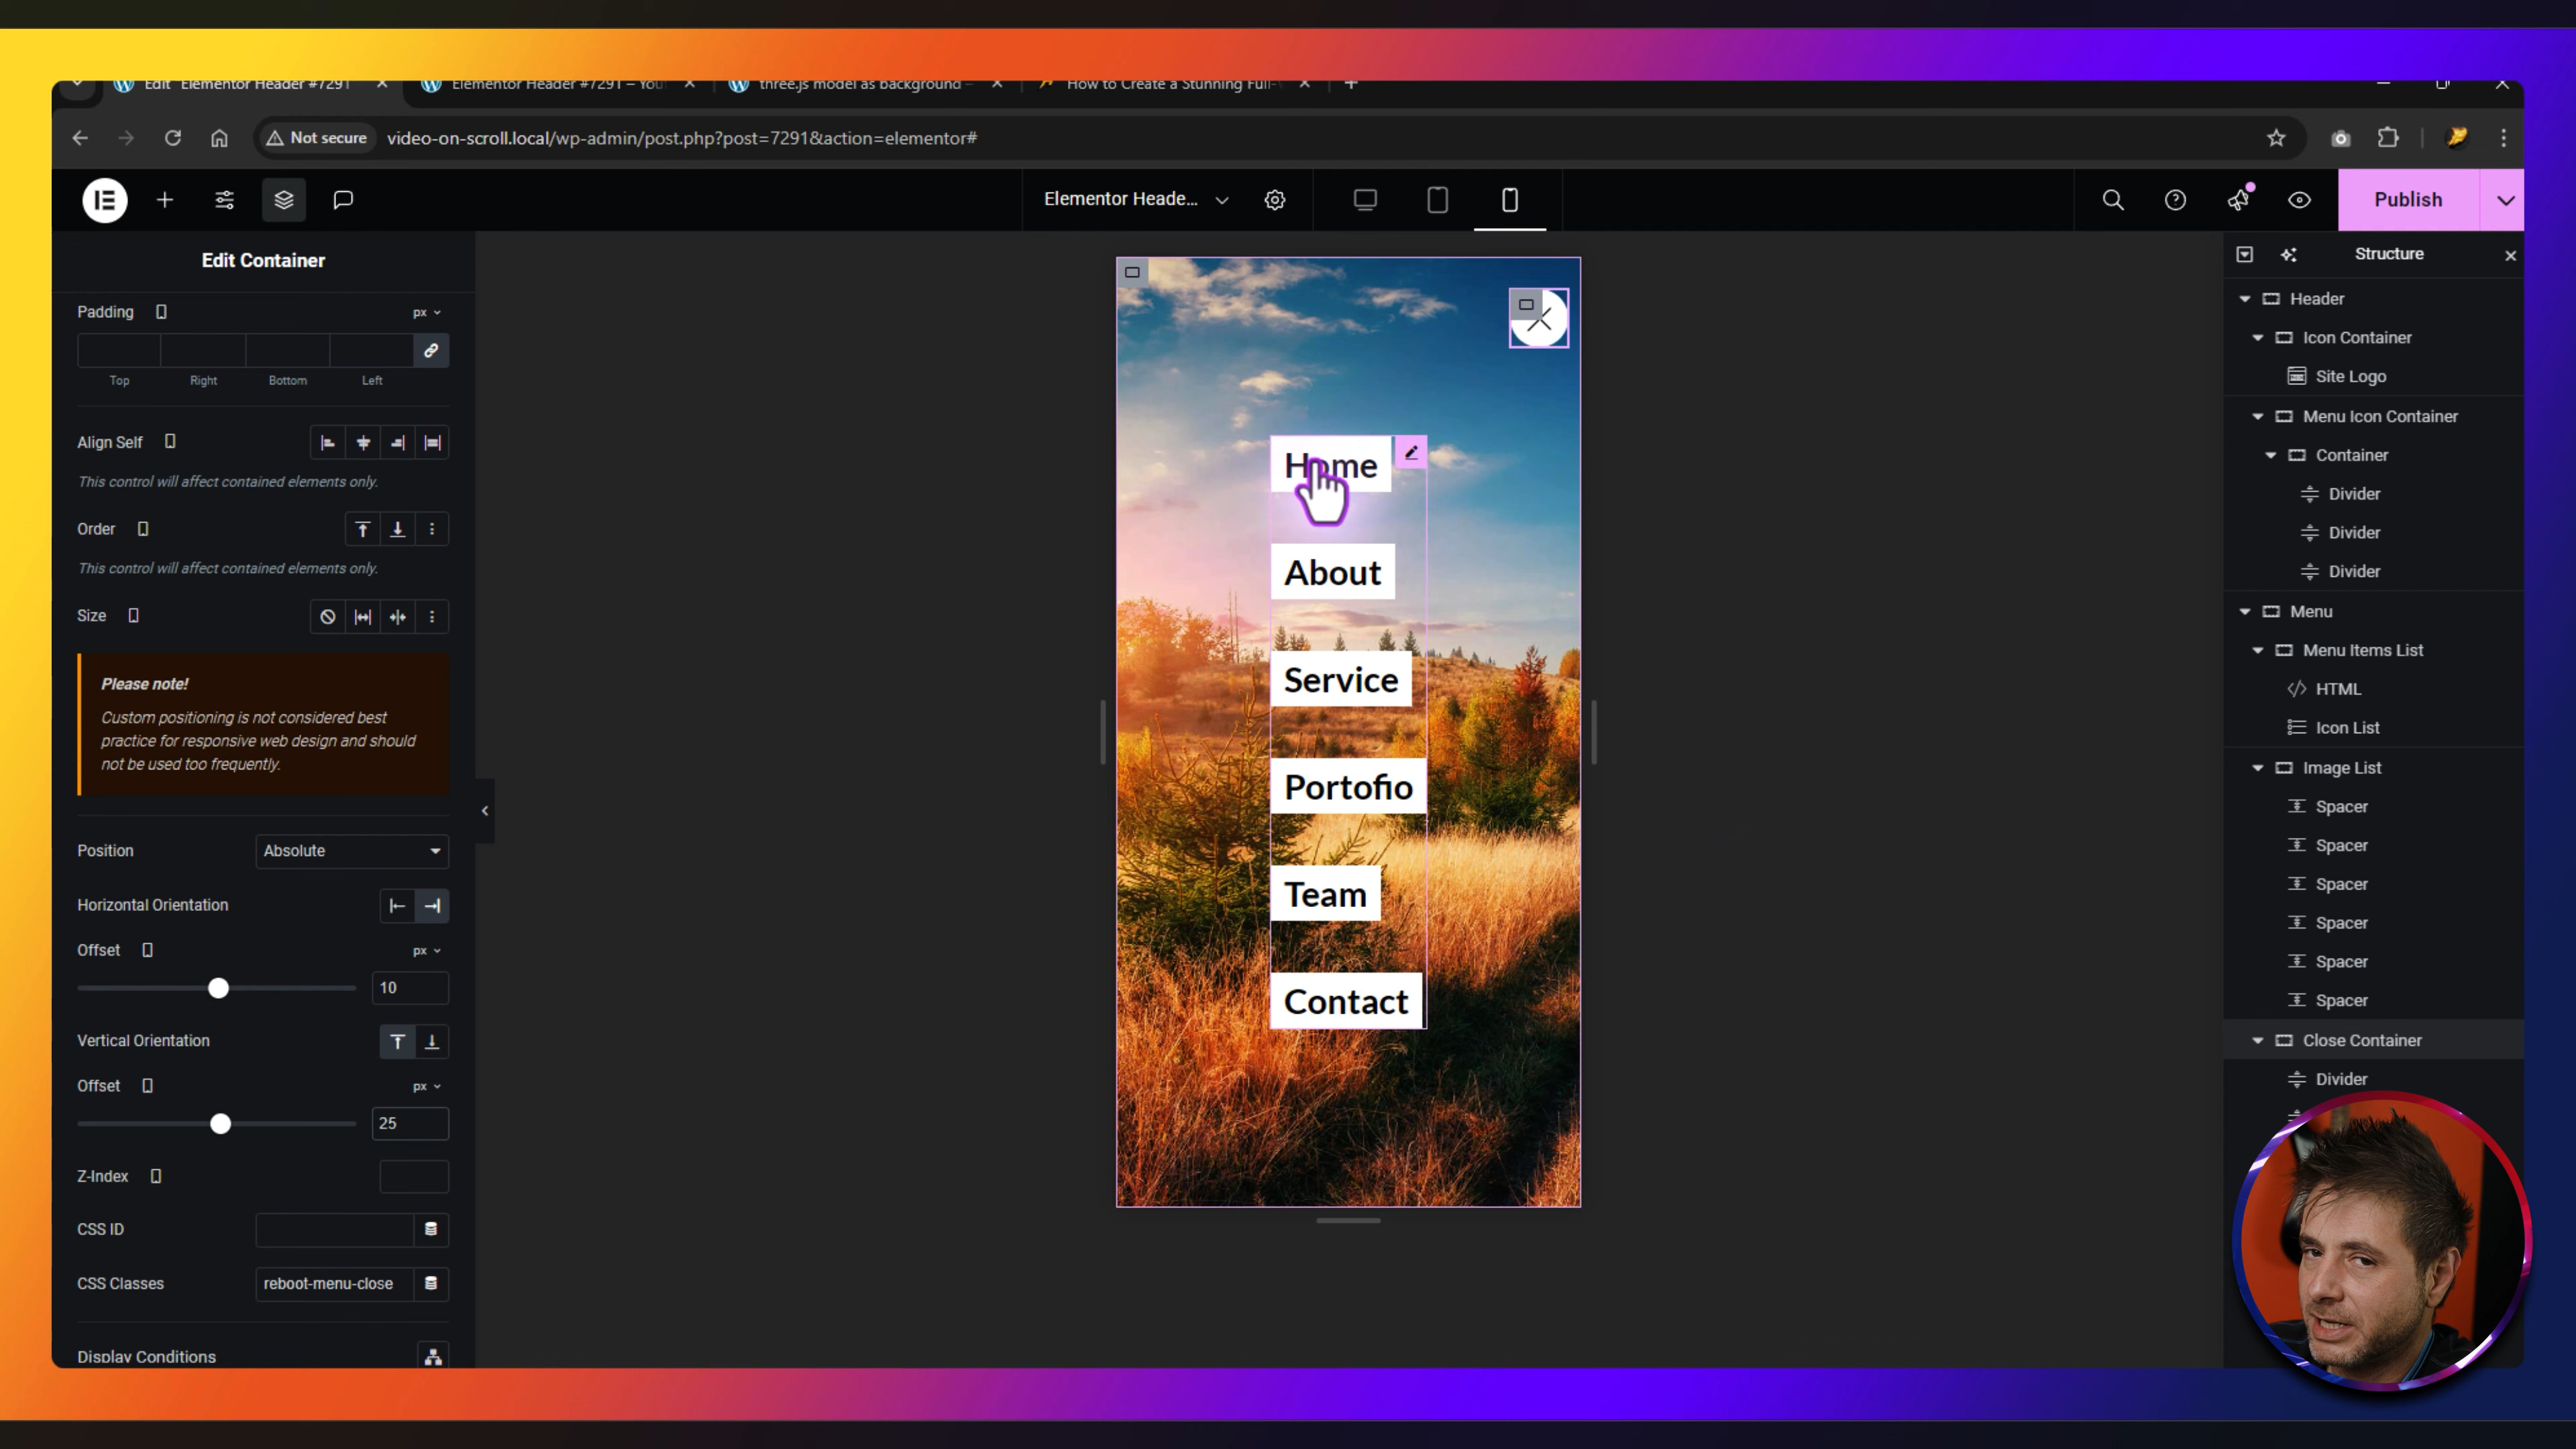 Edit "Elementor Header #7291
Elementor Header #7291 – You
three.js model as background –
How to Create a Stunning Full-
Not secure
video-on-scroll.local/wp-admin/post.php?post=7291&action=elementor#
Elementor Heade...
Publish
Edit Container
Padding
px
Top
Right
Bottom
Left
Align Self
This control will affect contained elements only.
Order
This control will affect contained elements only.
Size
Please note!
Custom positioning is not considered best
practice for responsive web design and should
not be used too frequently.
Position
Absolute
Horizontal Orientation
Offset
px
10
Vertical Orientation
Offset
px
25
Z-Index
CSS ID
CSS Classes
reboot-menu-close
Display Conditions
Home
About
Service
Portofio
Team
Contact
Structure
Header
Icon Container
Site Logo
Menu Icon Container
Container
Divider
Divider
Divider
Menu
Menu Items List
HTML
Icon List
Image List
Spacer
Spacer
Spacer
Spacer
Spacer
Spacer
Close Container
Divider